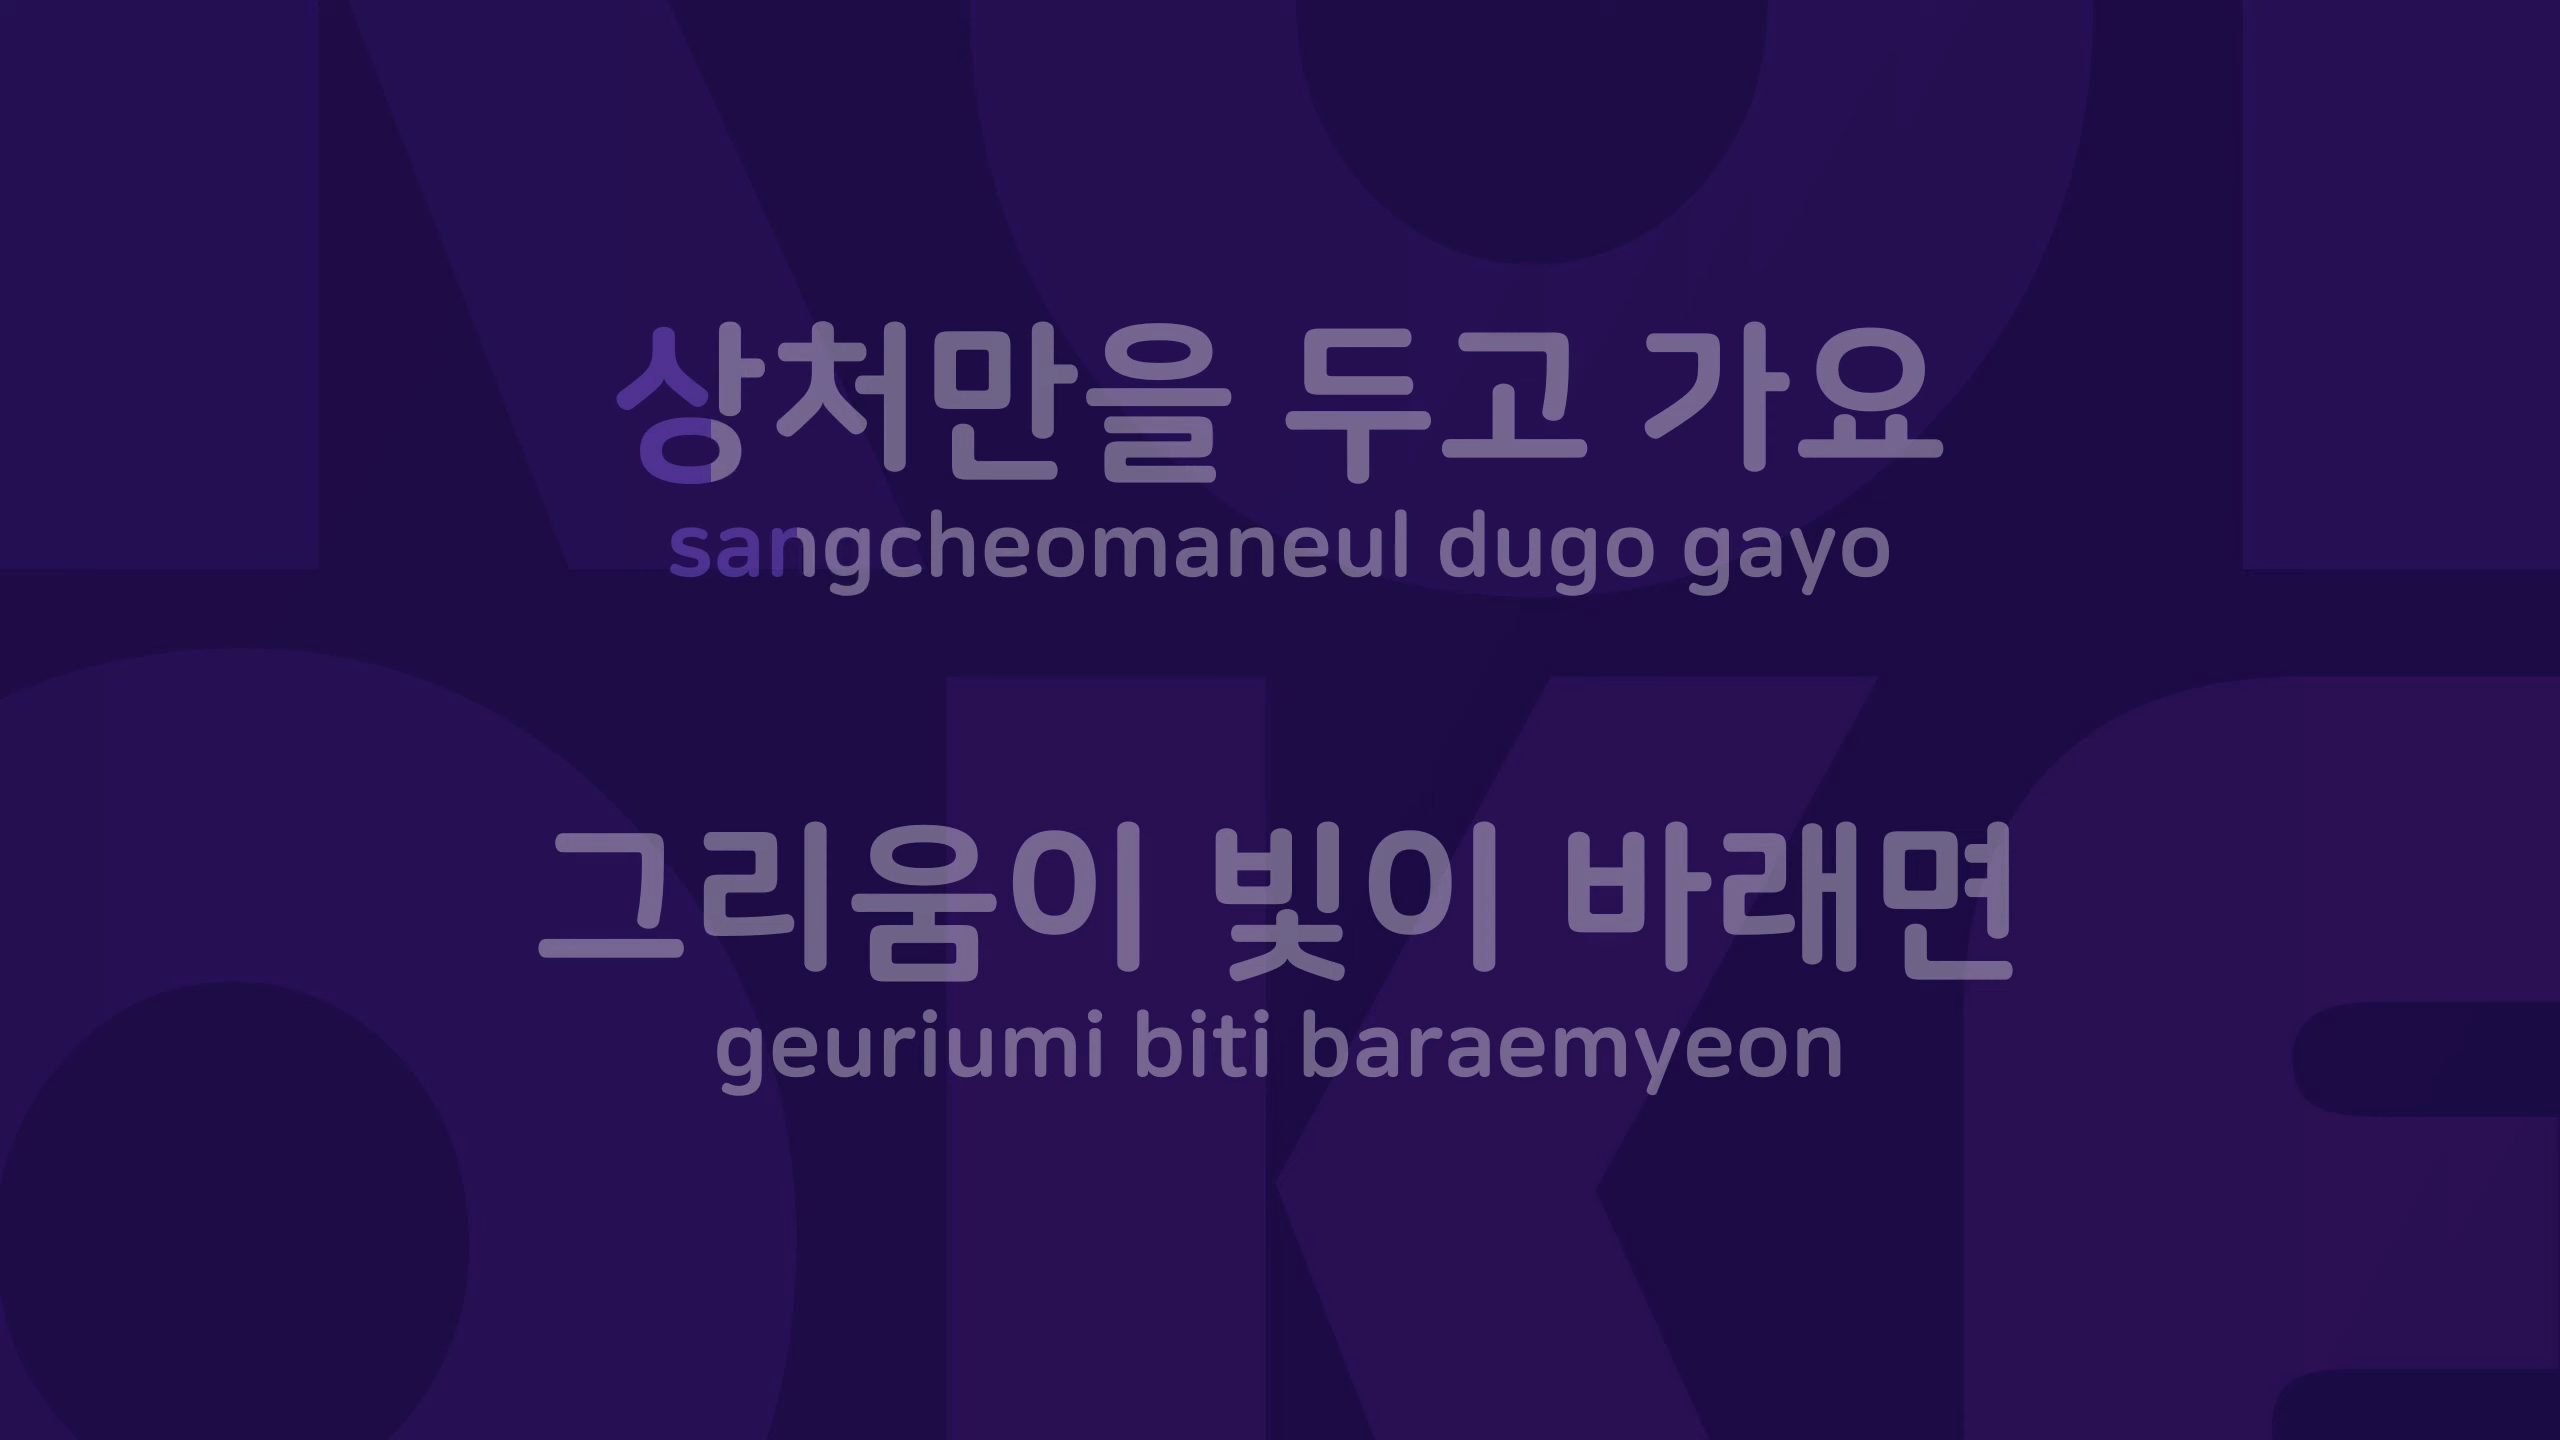 상처만을 두고 가요
sangcheomaneul dugo gayo
그리움이 빛이 바래면
geuriumi biti baraemyeon